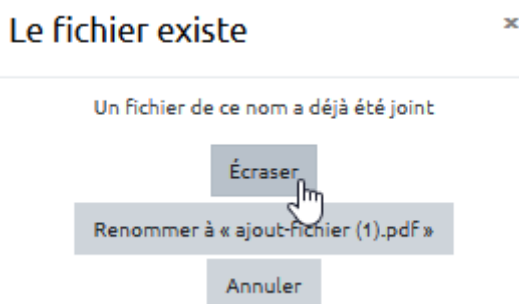 Le fichier existe
×
Un fichier de ce nom a déjà été joint
Écraser
Renommer à « ajout-fichier (1).pdf »
Annuler